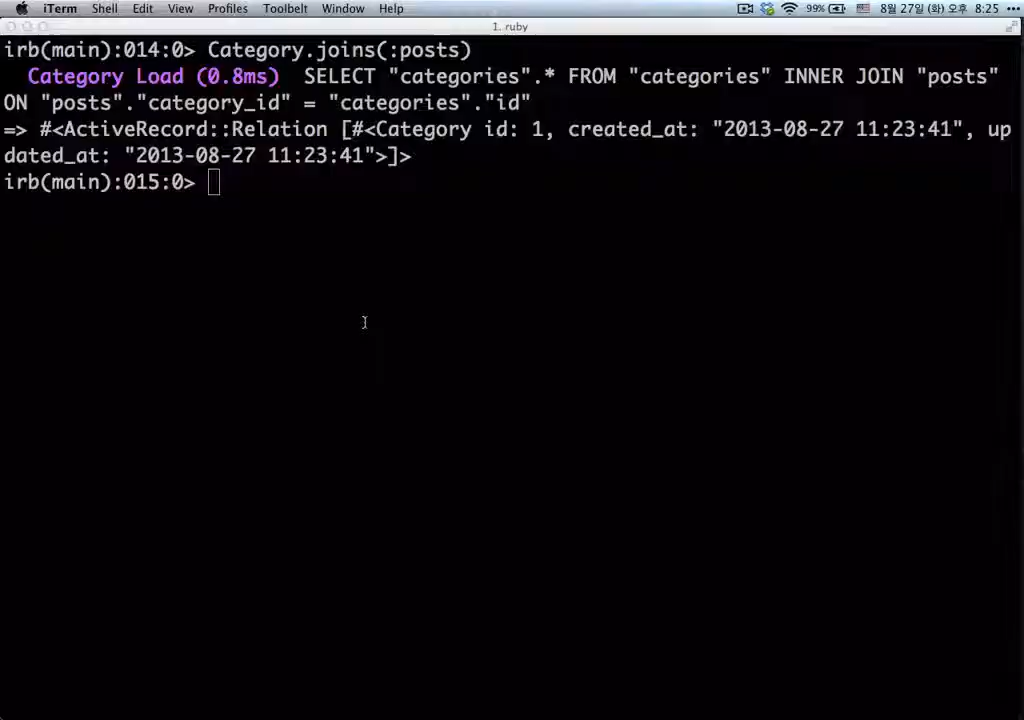 iTerm Shell Edit View Profiles Toolbelt Window Help 99% 8월 27일 (화) 오후 8:25
1. ruby
irb(main):014:0> Category.joins(:posts)
  Category Load (0.8ms)  SELECT "categories".* FROM "categories" INNER JOIN "posts"
ON "posts"."category_id" = "categories"."id"
=> #<ActiveRecord::Relation [#<Category id: 1, created_at: "2013-08-27 11:23:41", up
dated_at: "2013-08-27 11:23:41">]>
irb(main):015:0>